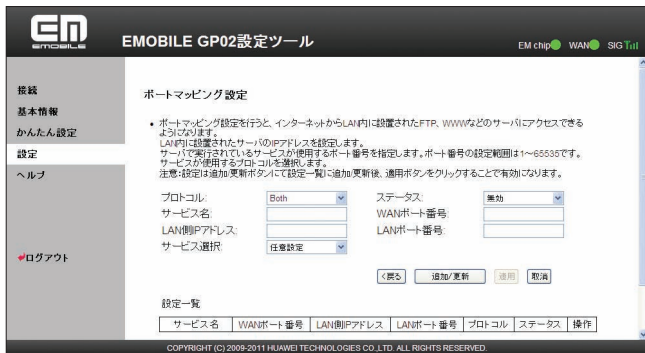 EM
EMOBILE
EMOBILE GP02設定ツール
EM chip WAN SIG
接続
基本情報
かんたん設定
設定
ヘルプ
ログアウト
ポートマッピング設定
• ポートマッピング設定を行うと、インターネットからLAN内に設置されたFTP、WWWなどのサーバにアクセスできる
ようになります。
LAN内に設置されたサーバのIPアドレスを設定します。
サーバで実行されているサービスが使用するポート番号を指定します。ポート番号の設定範囲は1～65535です。
サービスが使用するプロトコルを選択します。
注意:設定は追加/更新ボタンにて設定一覧に追加/更新後、適用ボタンをクリックすることで有効になります。
プロトコル: Both ステータス: 無効
サービス名: WANポート番号:
LAN側IPアドレス: LANポート番号:
サービス選択: 任意設定
<戻る 追加/更新 適用 取消
設定一覧
サービス名 WANポート番号 LAN側IPアドレス LANポート番号 プロトコル ステータス 操作
COPYRIGHT (C) 2009-2011 HUAWEI TECHNOLOGIES CO.,LTD. ALL RIGHTS RESERVED.